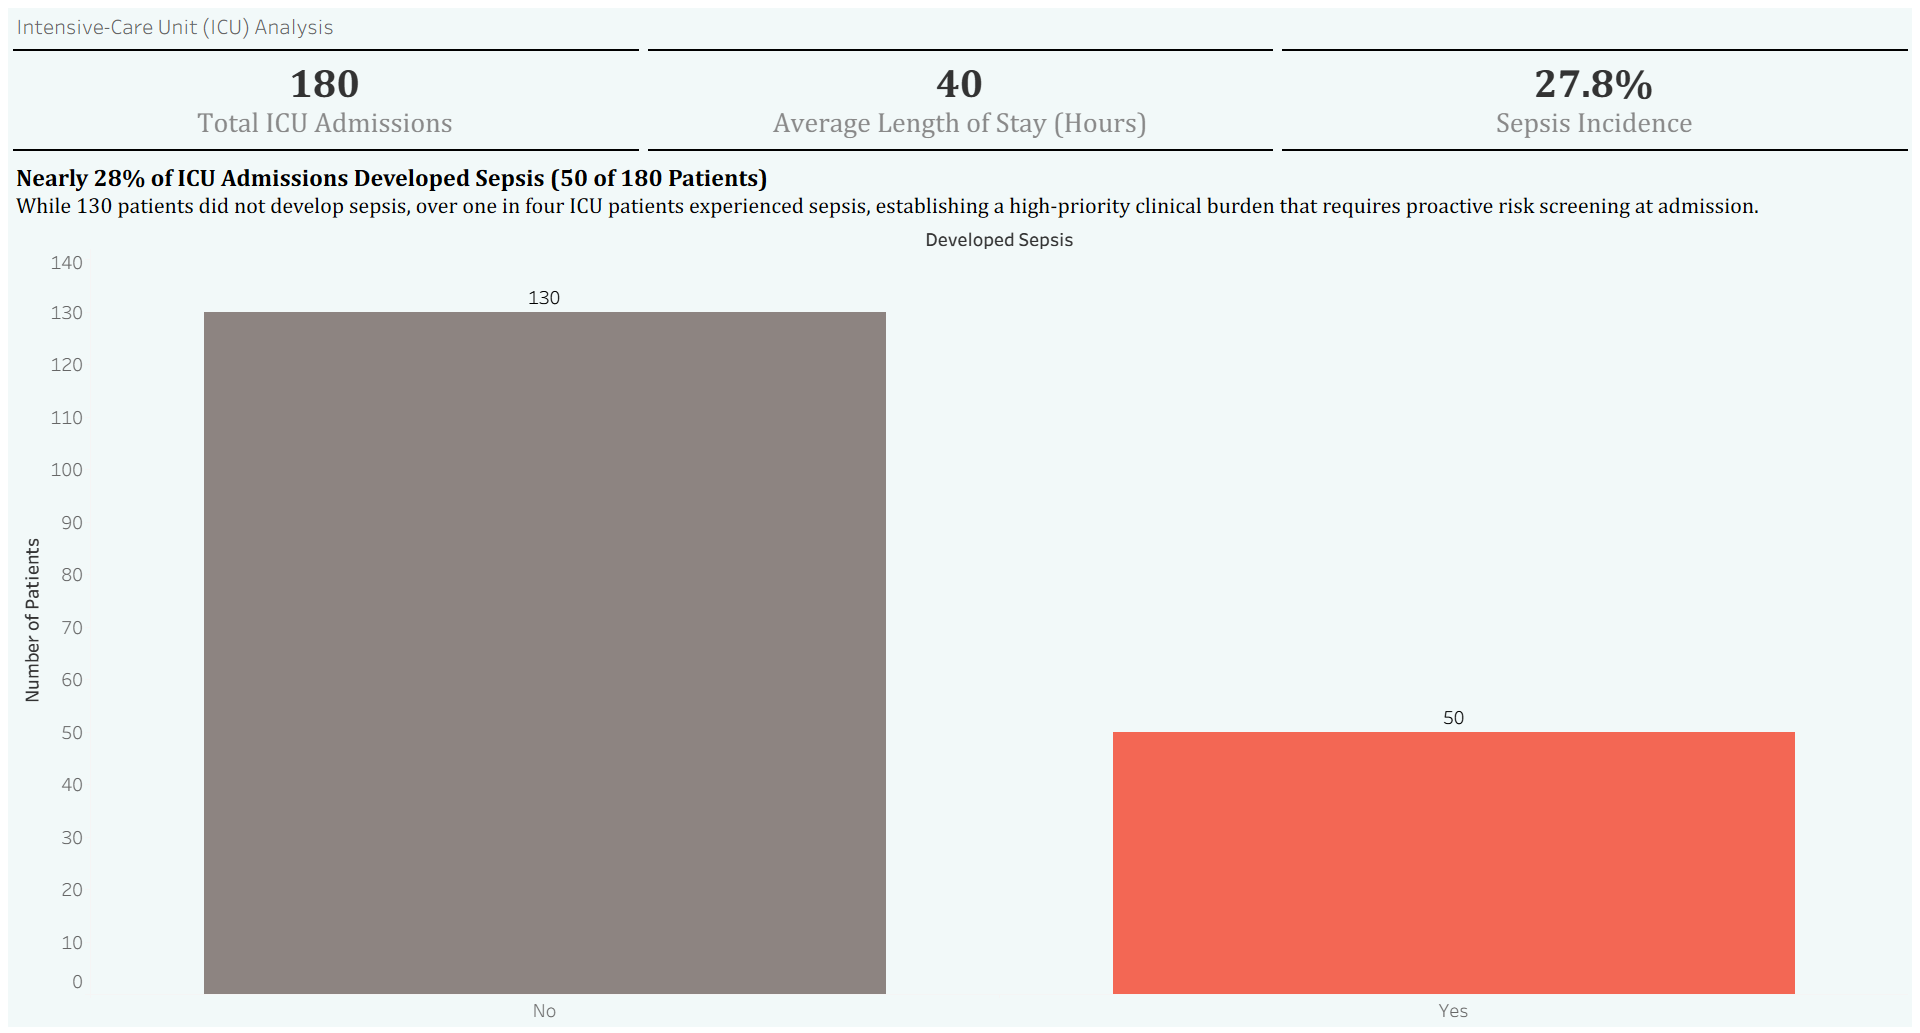 Intensive-Care Unit (ICU) Analysis
180
Total ICU Admissions
40
Average Length of Stay (Hours)
27.8%
Sepsis Incidence
Nearly 28% of ICU Admissions Developed Sepsis (50 of 180 Patients)
While 130 patients did not develop sepsis, over one in four ICU patients experienced sepsis, establishing a high-priority clinical burden that requires proactive risk screening at admission.
Developed Sepsis
Number of Patients
140
130
120
110
100
90
80
70
60
50
40
30
20
10
0
130
50
No
Yes